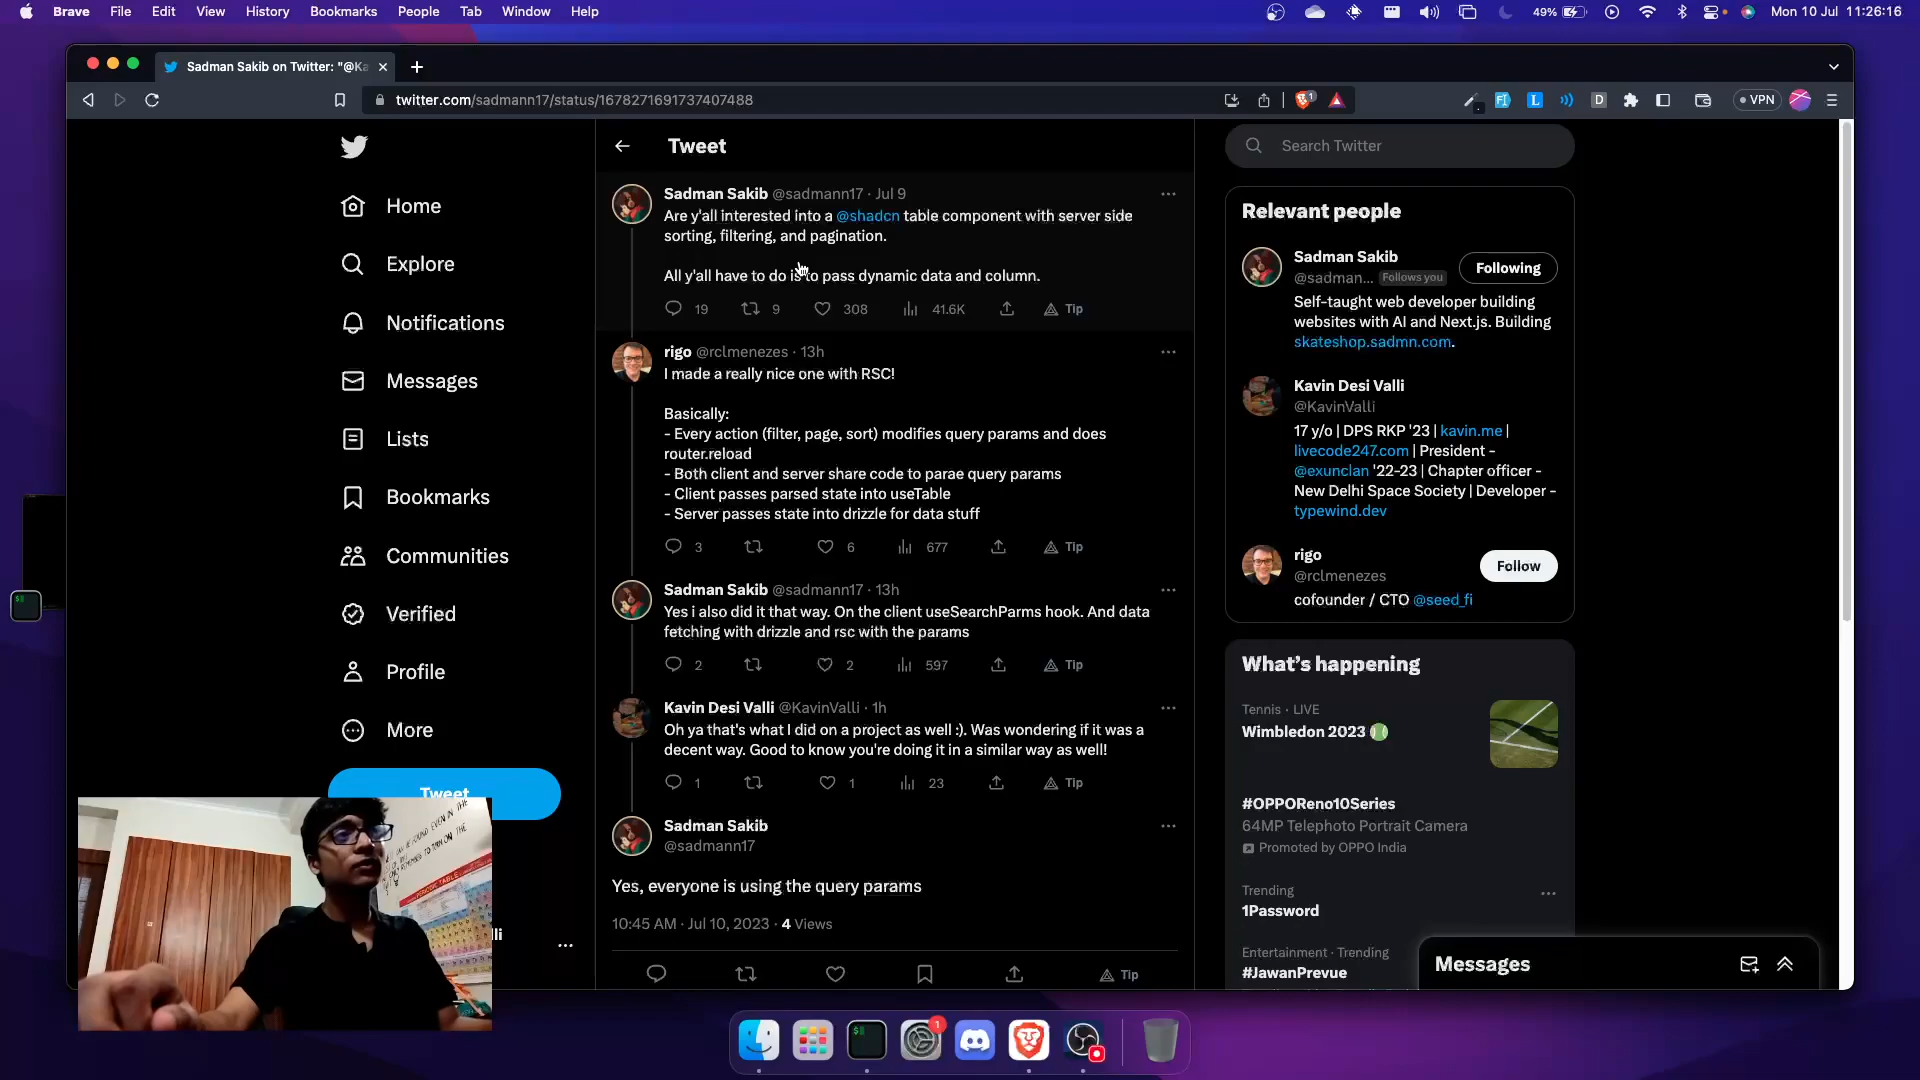 Brave File Edit View History Bookmarks People Tab Window Help
49% Mon 10 Jul 11:26:16
Sadman Sakib on Twitter: "@Ka
twitter.com/sadmann17/status/1678271691737407488
VPN
Home
Explore
Notifications
Messages
Lists
Bookmarks
Communities
Verified
Profile
More
Tweet
Tweet
Sadman Sakib @sadmann17 · Jul 9
Are y'all interested into a @shadcn table component with server side
sorting, filtering, and pagination.
All y'all have to do is to pass dynamic data and column.
19 9 308 41.6K Tip
rigo @rclmenezes · 13h
I made a really nice one with RSC!
Basically:
- Every action (filter, page, sort) modifies query params and does
router.reload
- Both client and server share code to parae query params
- Client passes parsed state into useTable
- Server passes state into drizzle for data stuff
3 6 677 Tip
Sadman Sakib @sadmann17 · 13h
Yes i also did it that way. On the client useSearchParms hook. And data
fetching with drizzle and rsc with the params
2 2 597 Tip
Kavin Desi Valli @KavinValli · 1h
Oh ya that's what I did on a project as well :). Was wondering if it was a
decent way. Good to know you're doing it in a similar way as well!
1 1 23 Tip
Sadman Sakib
@sadmann17
Yes, everyone is using the query params
10:45 AM · Jul 10, 2023 · 4 Views
Tip
Search Twitter
Relevant people
Sadman Sakib
@sadman... Follows you
Following
Self-taught web developer building
websites with AI and Next.js. Building
skateshop.sadmn.com.
Kavin Desi Valli
@KavinValli
17 y/o | DPS RKP '23 | kavin.me |
livecode247.com | President -
@exunclan '22-23 | Chapter officer -
New Delhi Space Society | Developer -
typewind.dev
rigo
@rclmenezes
Follow
cofounder / CTO @seed_fi
What's happening
Tennis · LIVE
Wimbledon 2023
#OPPOReno10Series
64MP Telephoto Portrait Camera
Promoted by OPPO India
Trending
1Password
Entertainment · Trending
#JawanPrevue
Messages